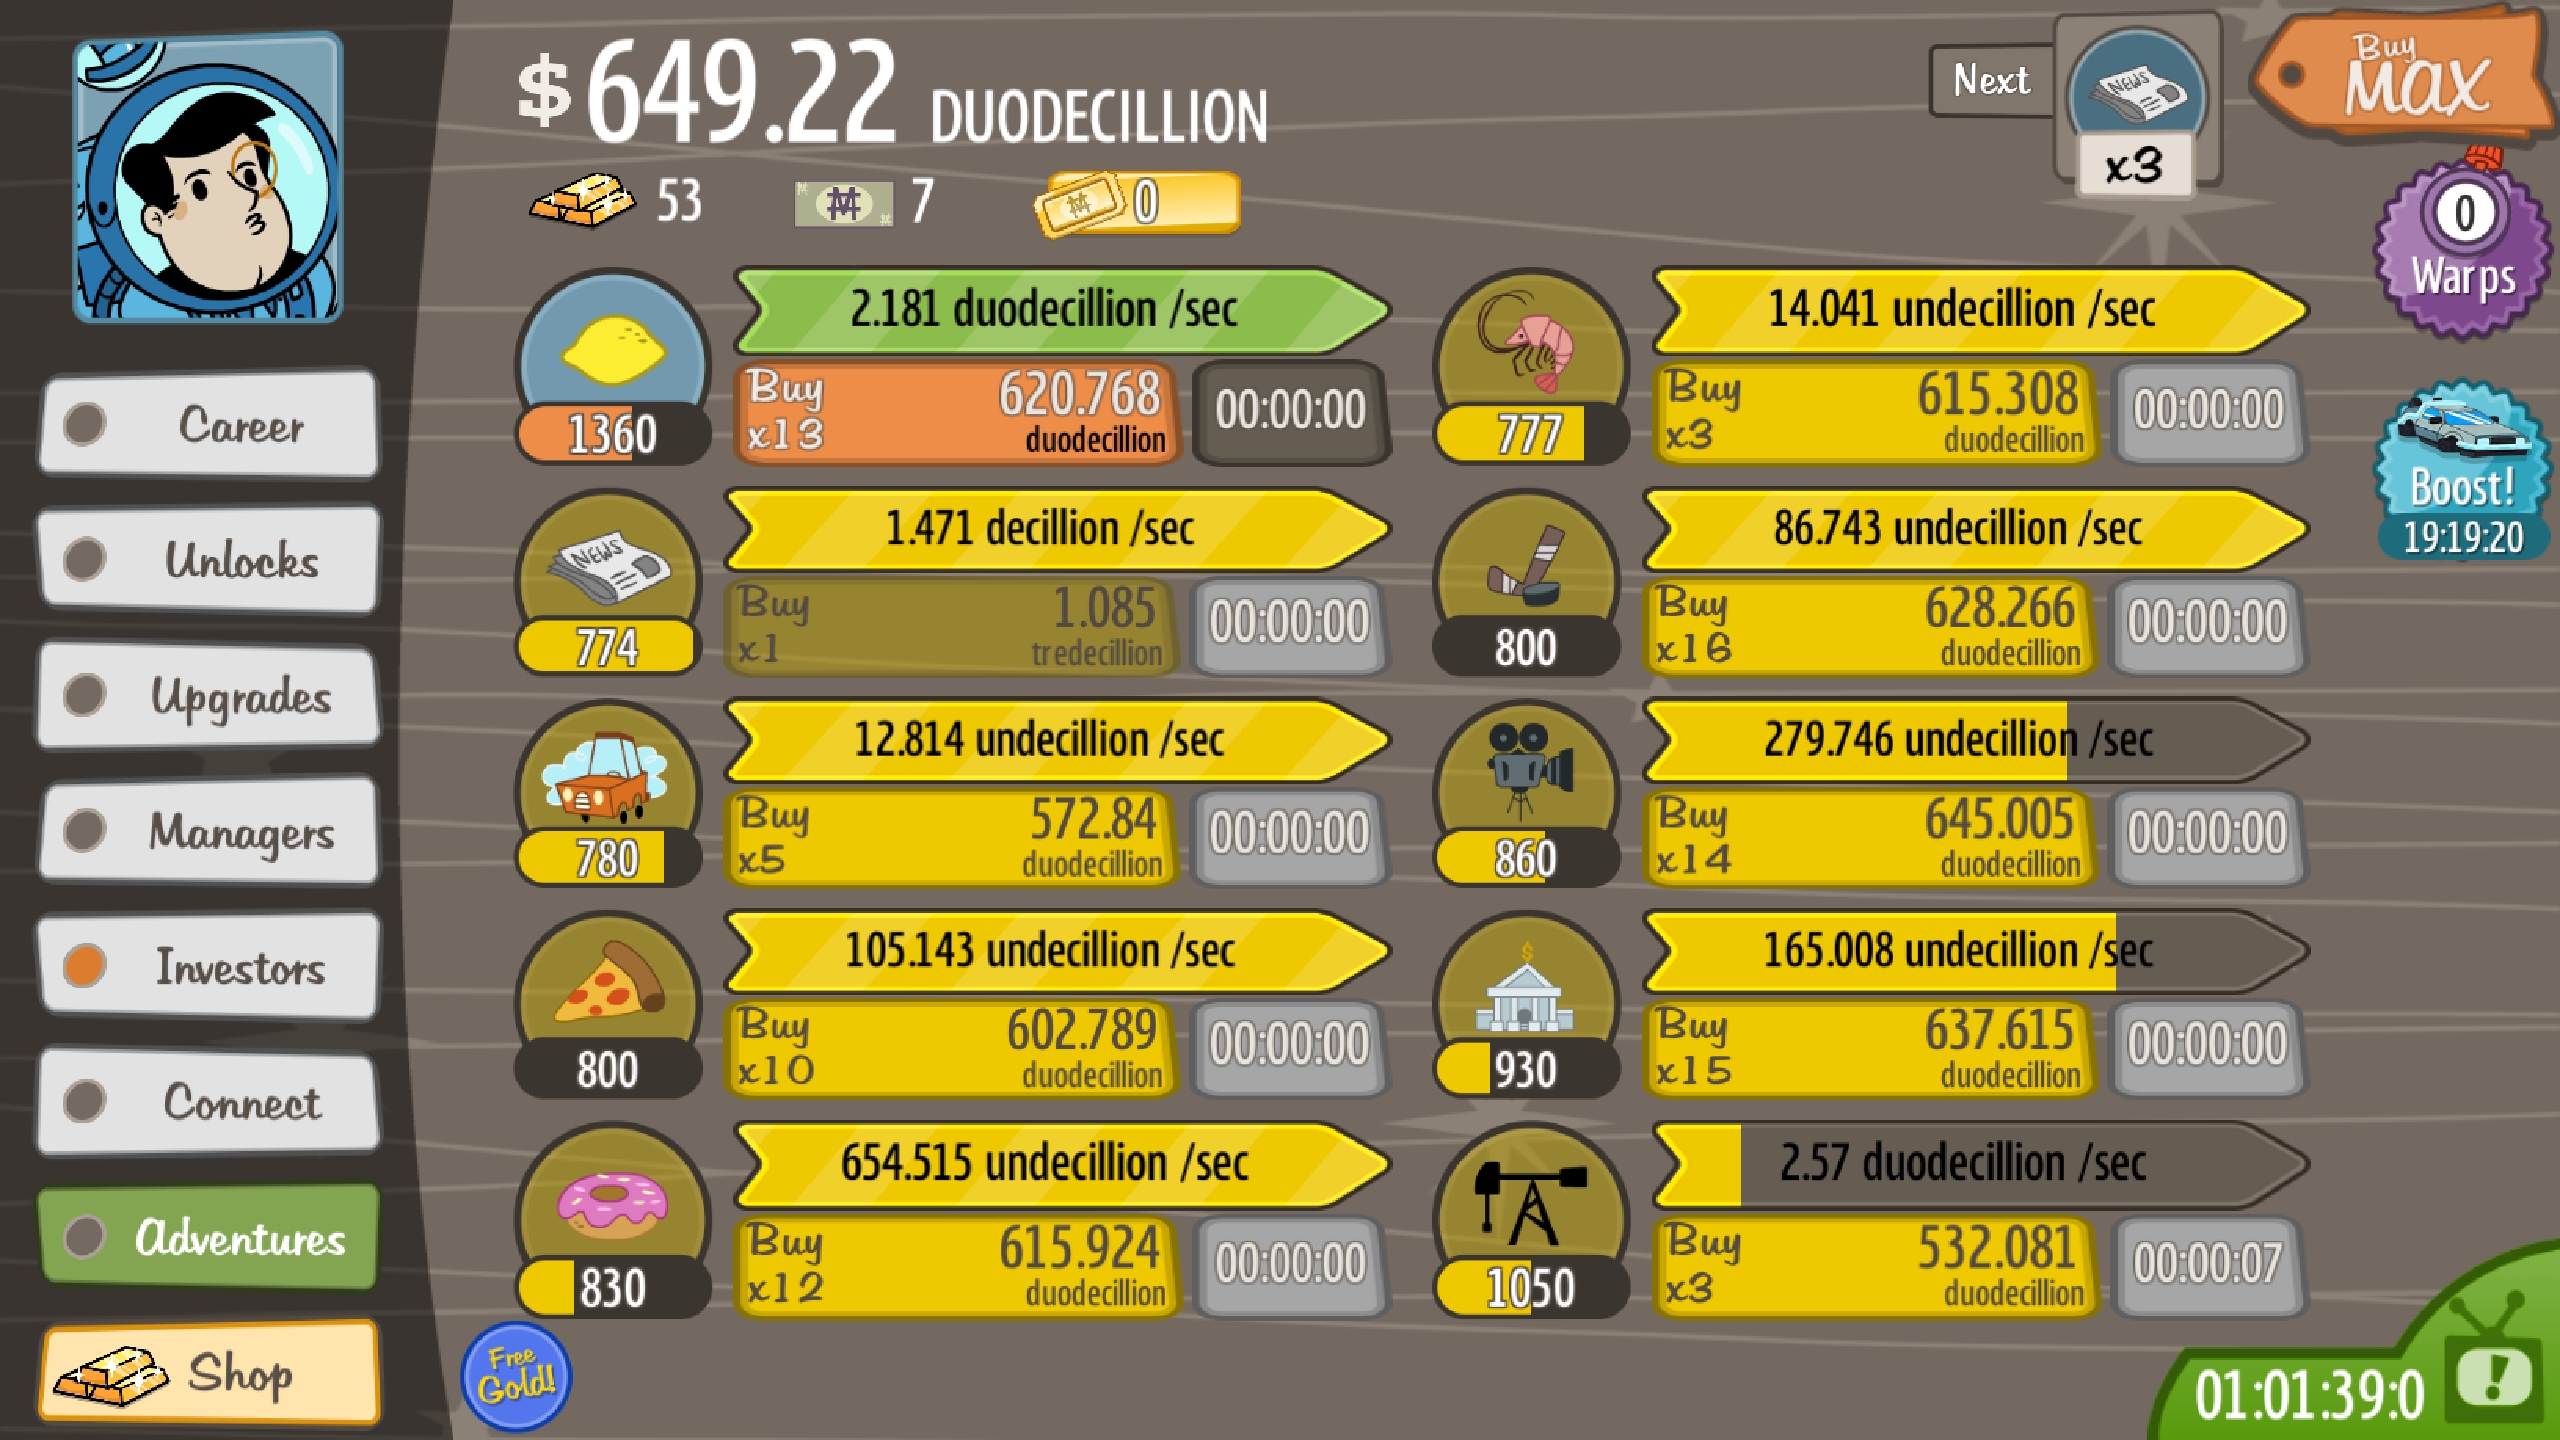 $649.22 DUODECILLION
Next
x3
Buy
MAX
53
7
0
0
Warps
Boost!
19:19:20
Career
Unlocks
Upgrades
Managers
Investors
Connect
Adventures
Shop
2.181 duodecillion /sec
1360
Buy
x13
620.768
duodecillion
00:00:00
14.041 undecillion /sec
777
Buy
x3
615.308
duodecillion
00:00:00
NEWS
1.471 decillion /sec
774
Buy
x1
1.085
tredecillion
00:00:00
86.743 undecillion /sec
800
Buy
x16
628.266
duodecillion
00:00:00
12.814 undecillion /sec
780
Buy
x5
572.84
duodecillion
00:00:00
279.746 undecillion /sec
860
Buy
x14
645.005
duodecillion
00:00:00
105.143 undecillion /sec
800
Buy
x10
602.789
duodecillion
00:00:00
165.008 undecillion /sec
930
Buy
x15
637.615
duodecillion
00:00:00
654.515 undecillion /sec
830
Buy
x12
615.924
duodecillion
00:00:00
2.57 duodecillion /sec
1050
Buy
x3
532.081
duodecillion
00:00:07
Free
Gold!
01:01:39:0
NEWS